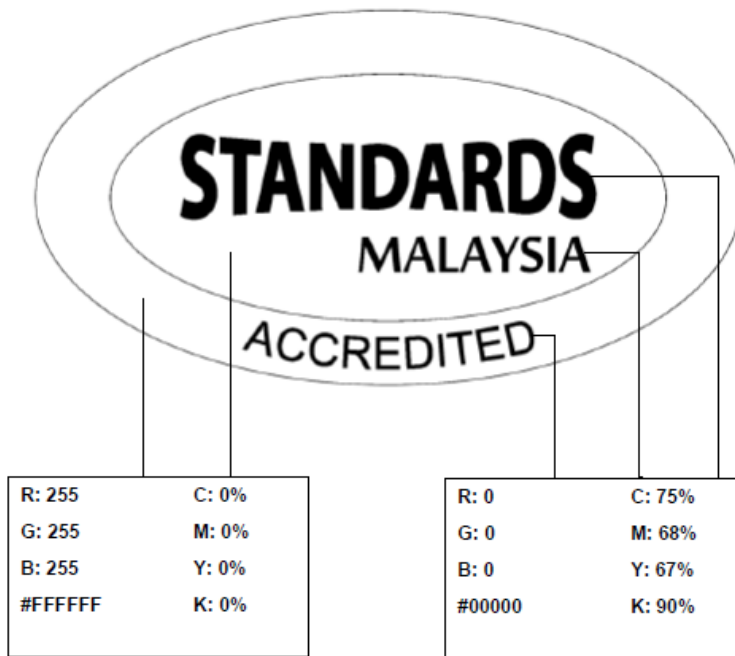 STANDARDS
MALAYSIA
ACCREDITED
R: 255 C: 0%
G: 255 M: 0%
B: 255 Y: 0%
#FFFFFF K: 0%
R: 0 C: 75%
G: 0 M: 68%
B: 0 Y: 67%
#00000 K: 90%